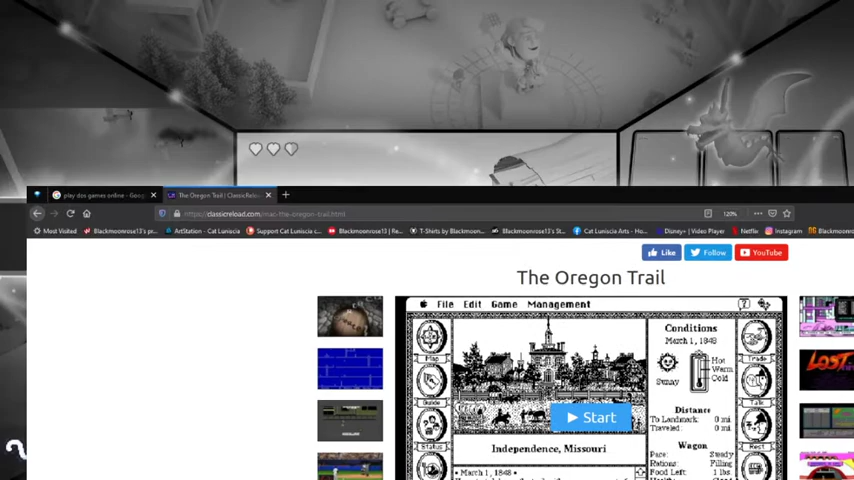 play dos games online - Goo
The Oregon Trail | ClassicReloa
https://classicreload.com/mac-the-oregon-trail.html
120%
Most Visited
Blackmoonrose13's pr...
ArtStation - Cat Luniscia
Support Cat Luniscia c...
Blackmoonrose13 | Re...
T-Shirts by Blackmoon...
Blackmoonrose13's St...
Cat Luniscia Arts - Ho...
Disney+ | Video Player
Netflix
Instagram
Blackmoonros
Like
Follow
YouTube
The Oregon Trail
File Edit Game Management
Conditions
March 1, 1848
Hot
Warm
Cold
Sunny
Map
Trade
Guide
Talk
Status
Rest
Distance
To Landmark: 0 mi.
Traveled: 0 mi.
Start
LOST
Independence, Missouri
Wagon
Pace: Steady
Rations: Filling
Food Left 1 lbs.
• March 1, 1848 •